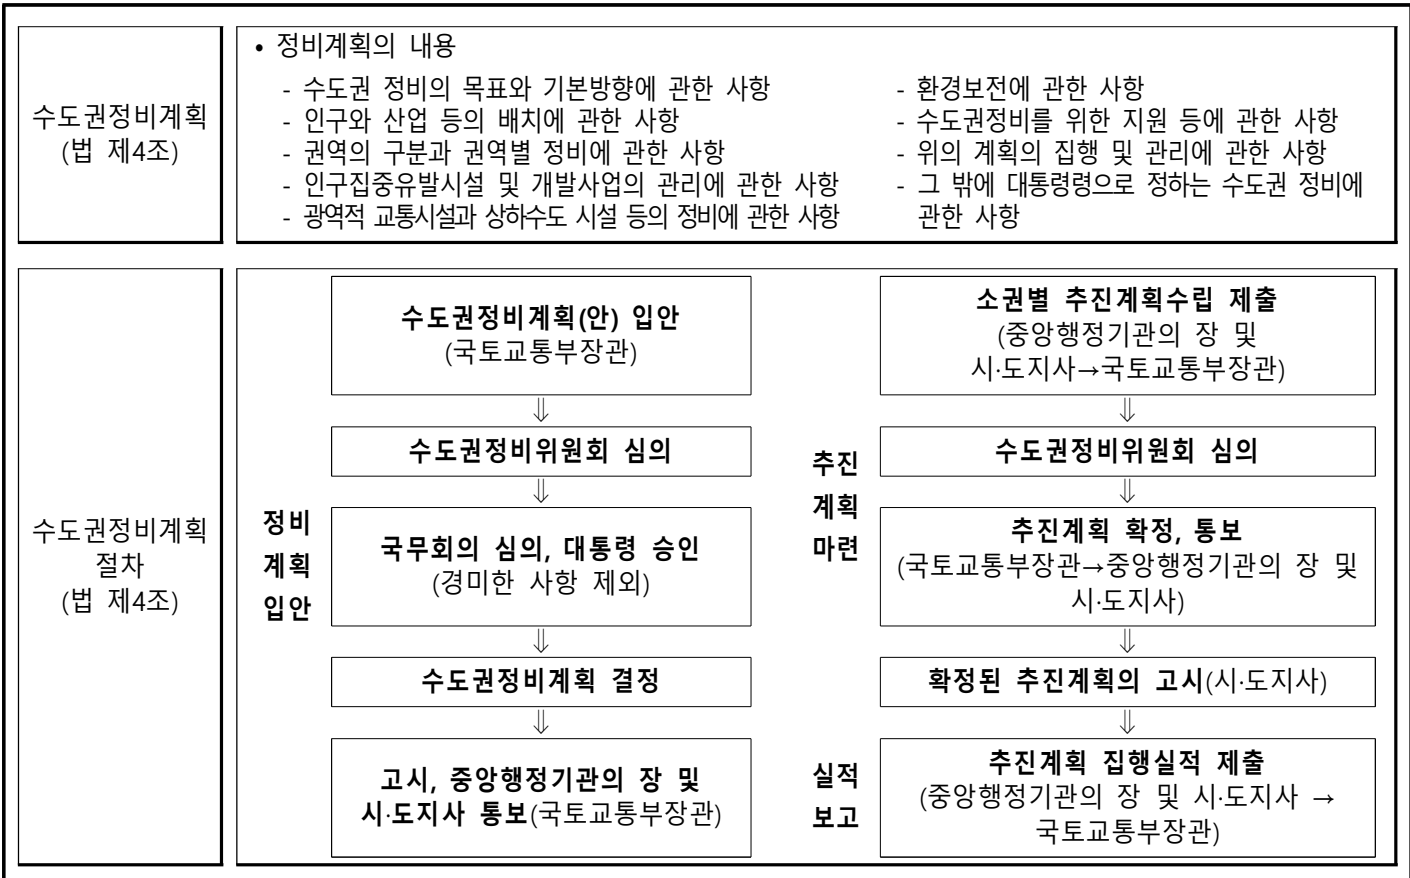 수도권정비계획
(법 제4조)
• 정비계획의 내용
- 수도권 정비의 목표와 기본방향에 관한 사항
- 인구와 산업 등의 배치에 관한 사항
- 권역의 구분과 권역별 정비에 관한 사항
- 인구집중유발시설 및 개발사업의 관리에 관한 사항
- 광역적 교통시설과 상하수도 시설 등의 정비에 관한 사항
- 환경보전에 관한 사항
- 수도권정비를 위한 지원 등에 관한 사항
- 위의 계획의 집행 및 관리에 관한 사항
- 그 밖에 대통령령으로 정하는 수도권 정비에
관한 사항
수도권정비계획
절차
(법 제4조)
정비
계획
입안
수도권정비계획(안) 입안
(국토교통부장관)
⇓
수도권정비위원회 심의
⇓
국무회의 심의, 대통령 승인
(경미한 사항 제외)
⇓
수도권정비계획 결정
⇓
고시, 중앙행정기관의 장 및
시·도지사 통보(국토교통부장관)
추진
계획
마련
소권별 추진계획수립 제출
(중앙행정기관의 장 및
시·도지사→국토교통부장관)
⇓
수도권정비위원회 심의
⇓
추진계획 확정, 통보
(국토교통부장관→중앙행정기관의 장 및
시·도지사)
⇓
확정된 추진계획의 고시(시·도지사)
⇓
실적
보고
추진계획 집행실적 제출
(중앙행정기관의 장 및 시·도지사 →
국토교통부장관)